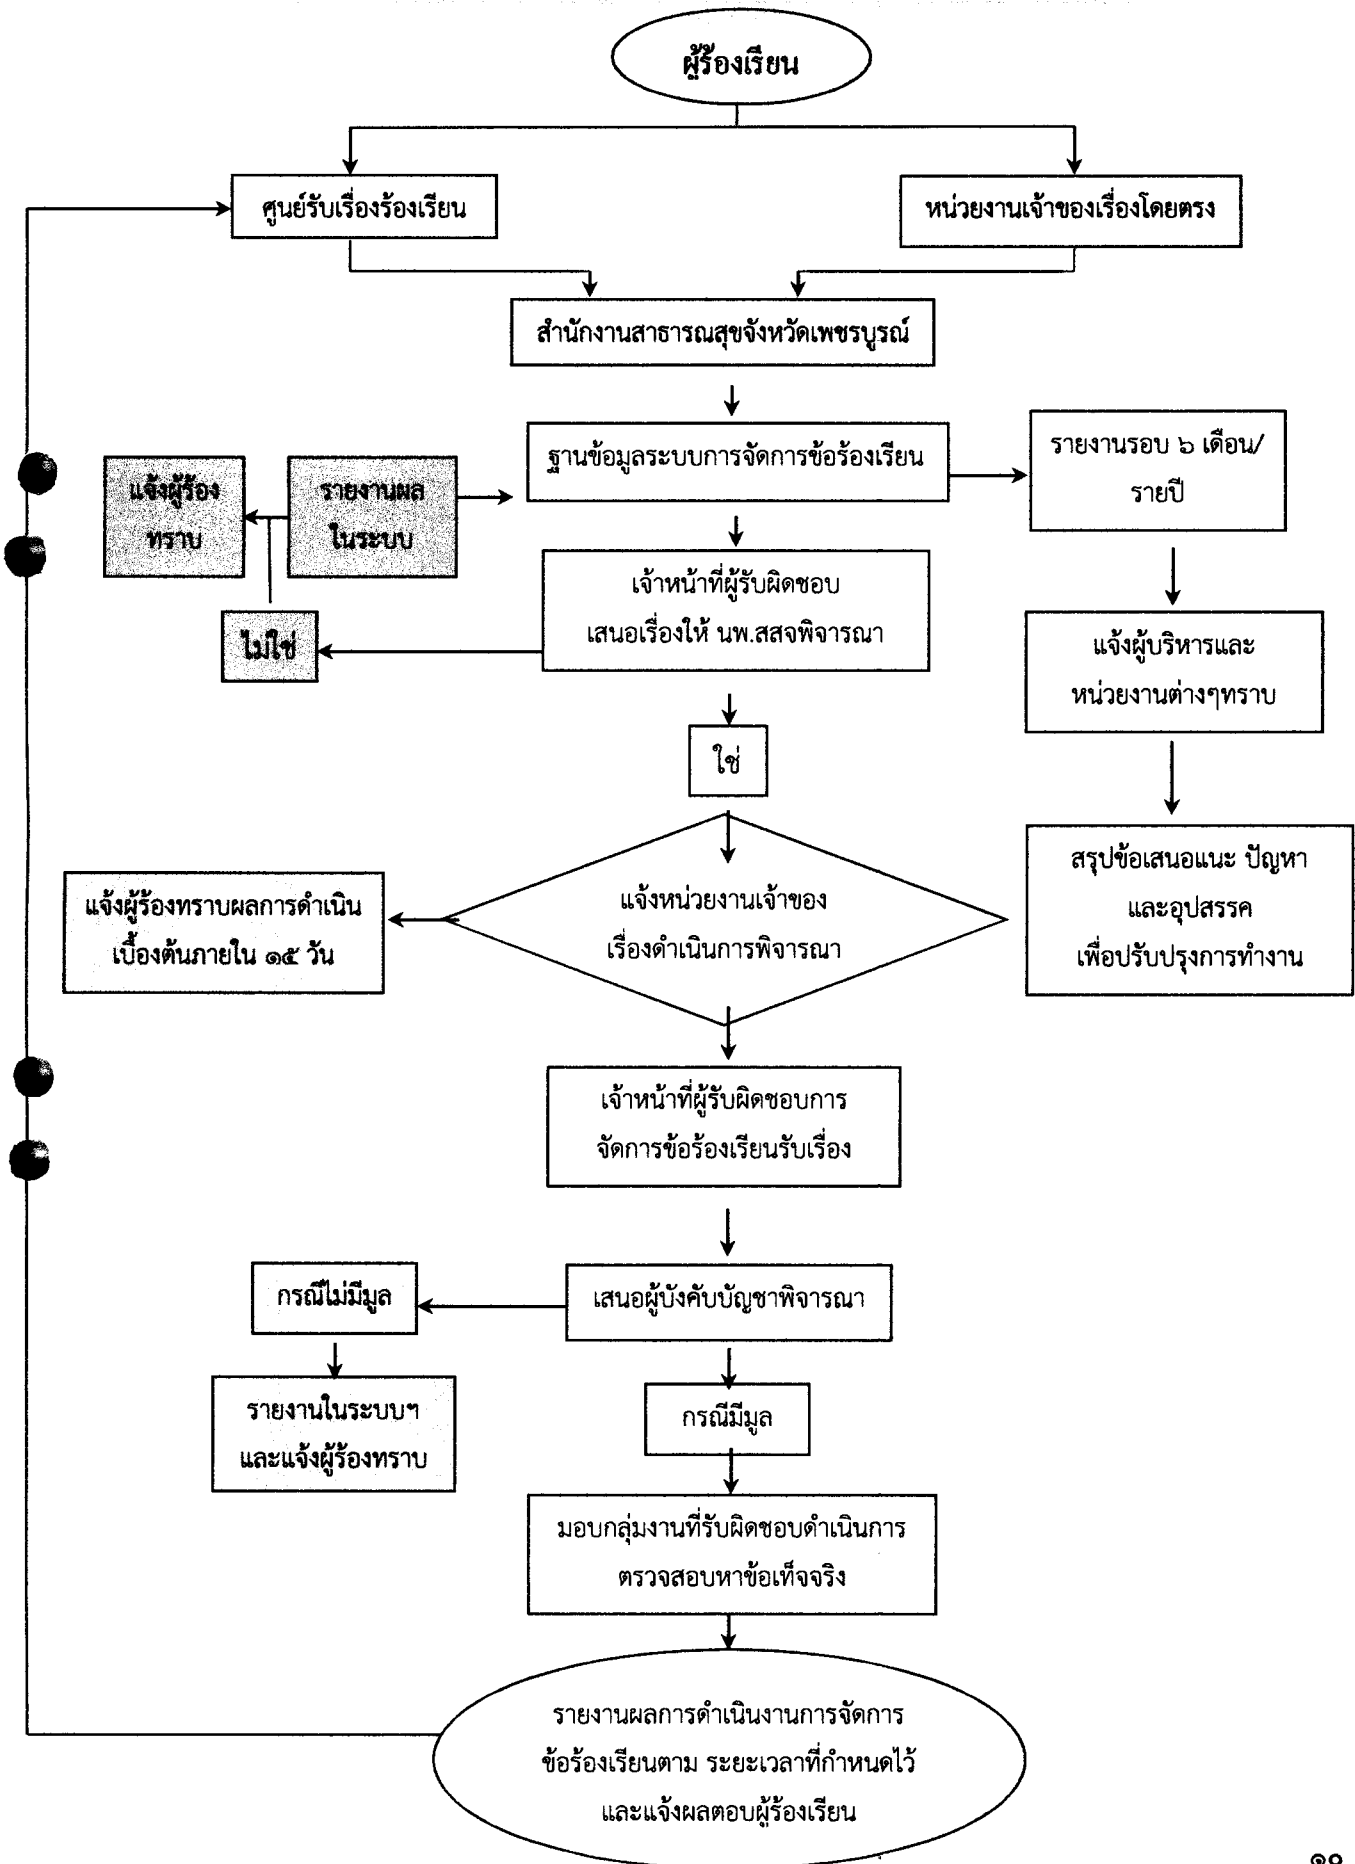 ผู้ร้องเรียน
ศูนย์รับเรื่องร้องเรียน
หน่วยงานเจ้าของเรื่องโดยตรง
สำนักงานสาธารณสุขจังหวัดเพชรบูรณ์
ฐานข้อมูลระบบการจัดการข้อร้องเรียน
รายงานรอบ ๖ เดือน/
รายปี
แจ้งผู้ร้อง
ทราบ
รายงานผล
ในระบบ
เจ้าหน้าที่ผู้รับผิดชอบ
เสนอเรื่องให้ นพ.สสจพิจารณา
ไม่ใช่
แจ้งผู้บริหารและ
หน่วยงานต่างๆทราบ
ใช่
แจ้งหน่วยงานเจ้าของ
เรื่องดำเนินการพิจารณา
แจ้งผู้ร้องทราบผลการดำเนิน
เบื้องต้นภายใน ๑๕ วัน
สรุปข้อเสนอแนะ ปัญหา
และอุปสรรค
เพื่อปรับปรุงการทำงาน
เจ้าหน้าที่ผู้รับผิดชอบการ
จัดการข้อร้องเรียนรับเรื่อง
เสนอผู้บังคับบัญชาพิจารณา
กรณีไม่มีมูล
รายงานในระบบฯ
และแจ้งผู้ร้องทราบ
กรณีมีมูล
มอบกลุ่มงานที่รับผิดชอบดำเนินการ
ตรวจสอบหาข้อเท็จจริง
รายงานผลการดำเนินงานการจัดการ
ข้อร้องเรียนตาม ระยะเวลาที่กำหนดไว้
และแจ้งผลตอบผู้ร้องเรียน